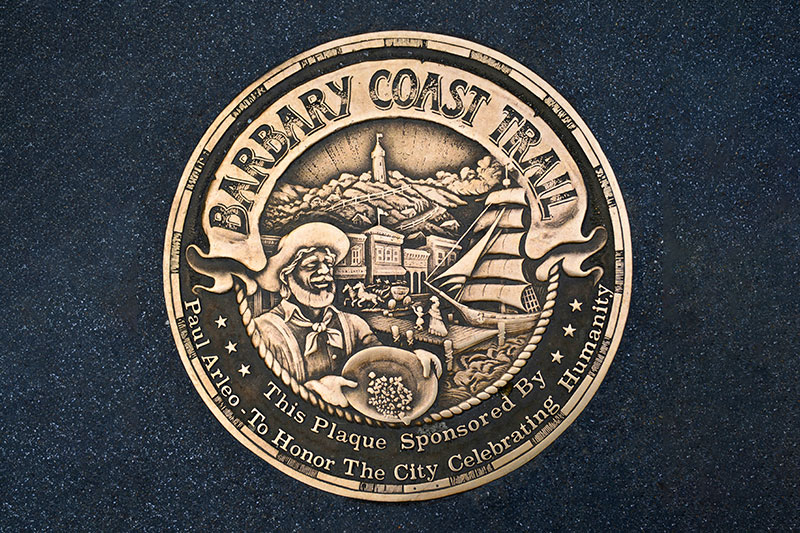 BARBARY COAST TRAIL
This Plaque Sponsored By
Paul Arleo - To Honor The City Celebrating Humanity